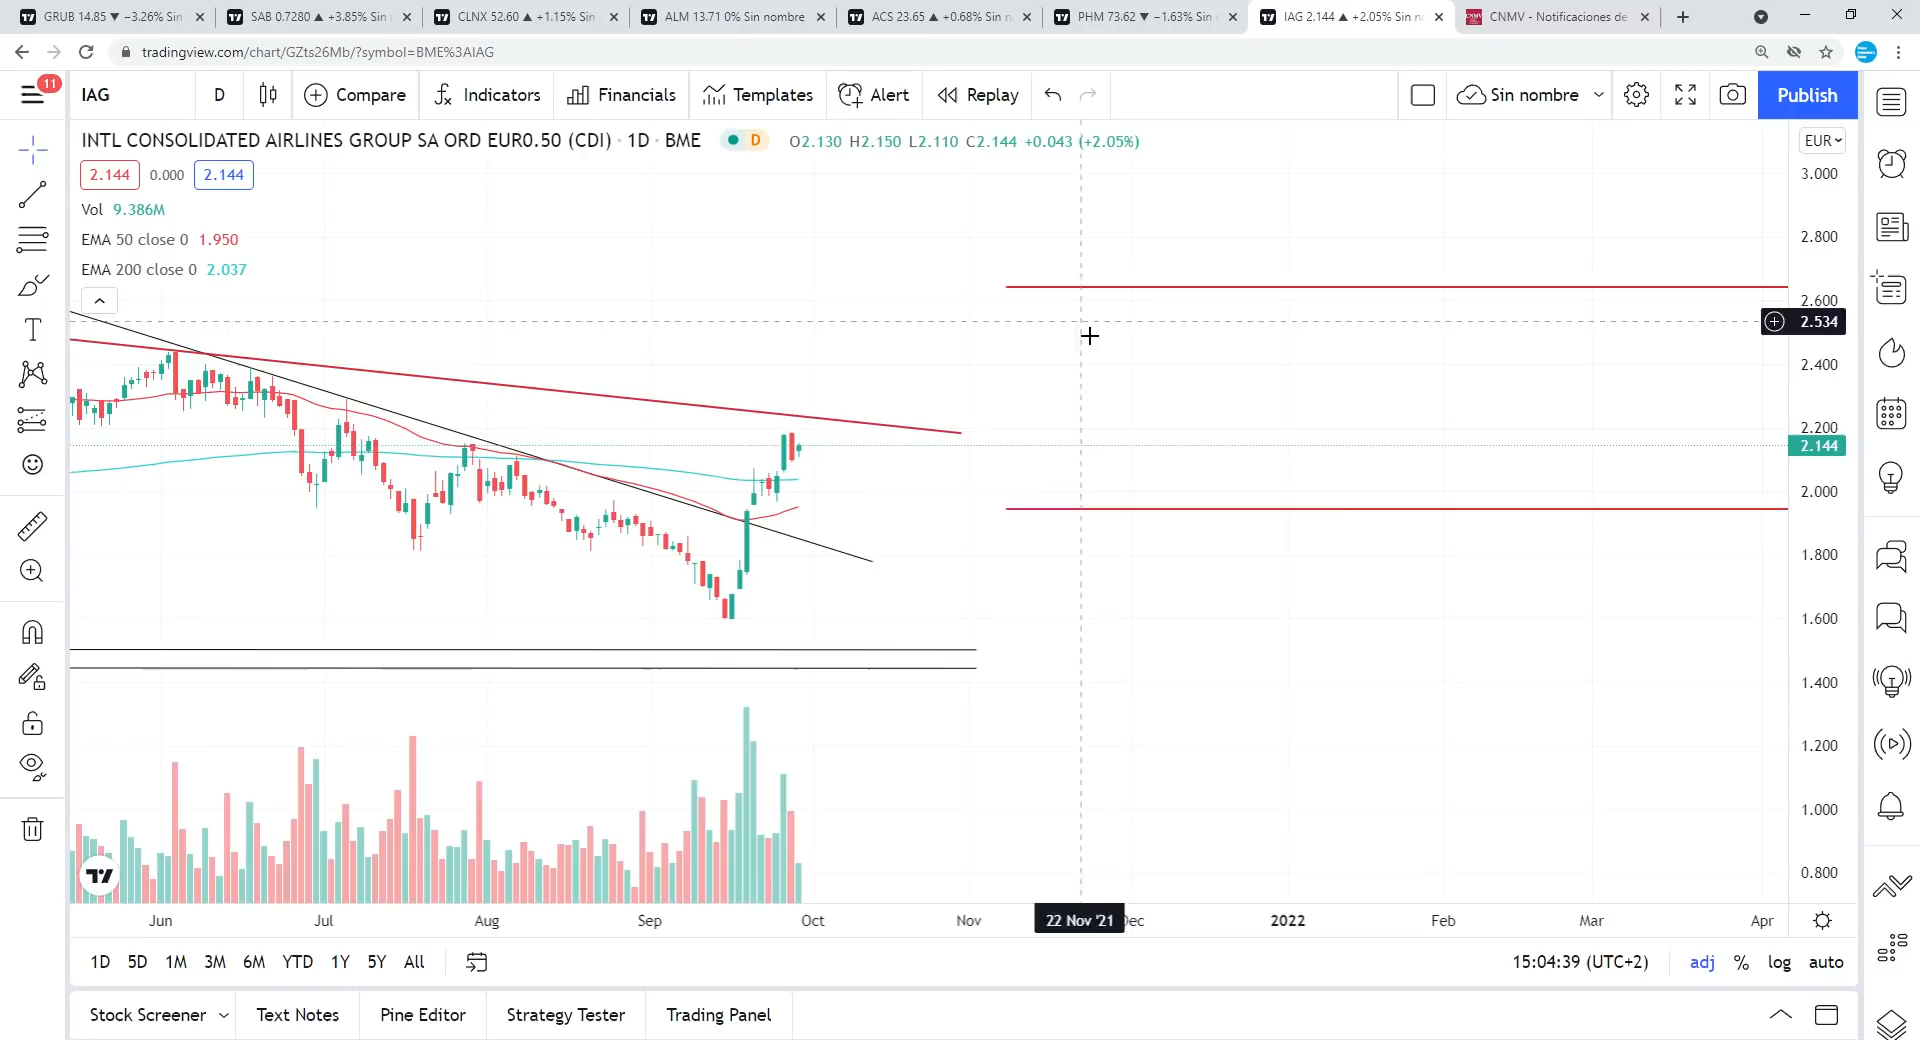 GRUB 14.85 ▼ −3.26% Sin
SAB 0.7280 ▲ +3.85% Sin
CLNX 52.60 ▲ +1.15% Sin
ALM 13.71 0% Sin nombre
ACS 23.65 ▲ +0.68% Sin n
PHM 73.62 ▼ −1.63% Sin
IAG 2.144 ▲ +2.05% Sin no
CNMV - Notificaciones de
CNMV
tradingview.com/chart/GZts26Mb/?symbol=BME%3AIAG
11
IAG
D
Compare
Indicators
Financials
Templates
Alert
Replay
Sin nombre
Publish
INTL CONSOLIDATED AIRLINES GROUP SA ORD EUR0.50 (CDI) · 1D · BME
D
O2.130 H2.150 L2.110 C2.144 +0.043 (+2.05%)
EUR
2.144 0.000 2.144
Vol 9.386M
EMA 50 close 0 1.950
EMA 200 close 0 2.037
3.000
2.800
2.600
2.534
2.400
2.200
2.144
2.000
1.800
1.600
1.400
1.200
1.000
0.800
Jun Jul Aug Sep Oct Nov 22 Nov '21 Dec 2022 Feb Mar Apr
1D 5D 1M 3M 6M YTD 1Y 5Y All
15:04:39 (UTC+2)
adj % log auto
Stock Screener
Text Notes
Pine Editor
Strategy Tester
Trading Panel